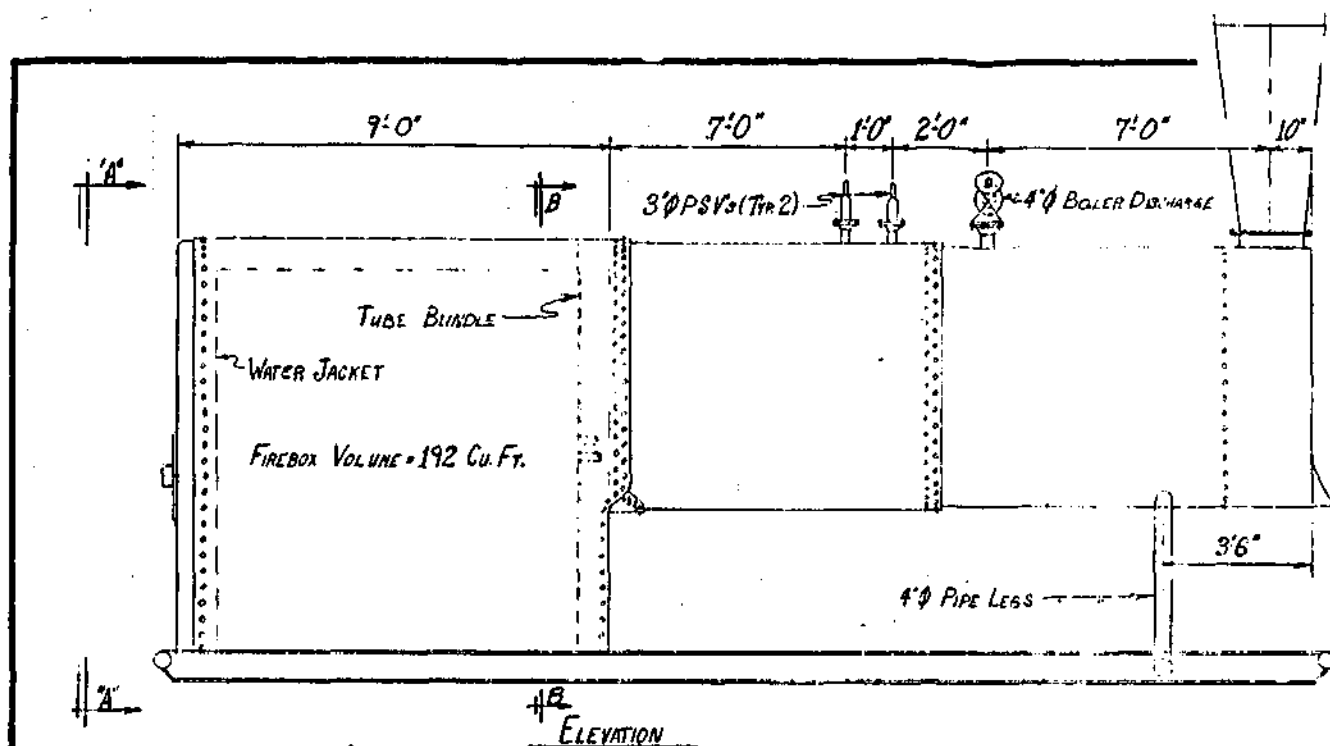 9'-0" 7'-0" 1'-0" 2'-0" 7'-0" 10"
"A" B 3"Ø PSV's (TYP 2) 4"Ø BOILER DISCHARGE
TUBE BUNDLE
WATER JACKET
FIREBOX VOLUME = 192 CU. FT.
3'6"
4"Ø PIPE LEGS
"A" B
ELEVATION